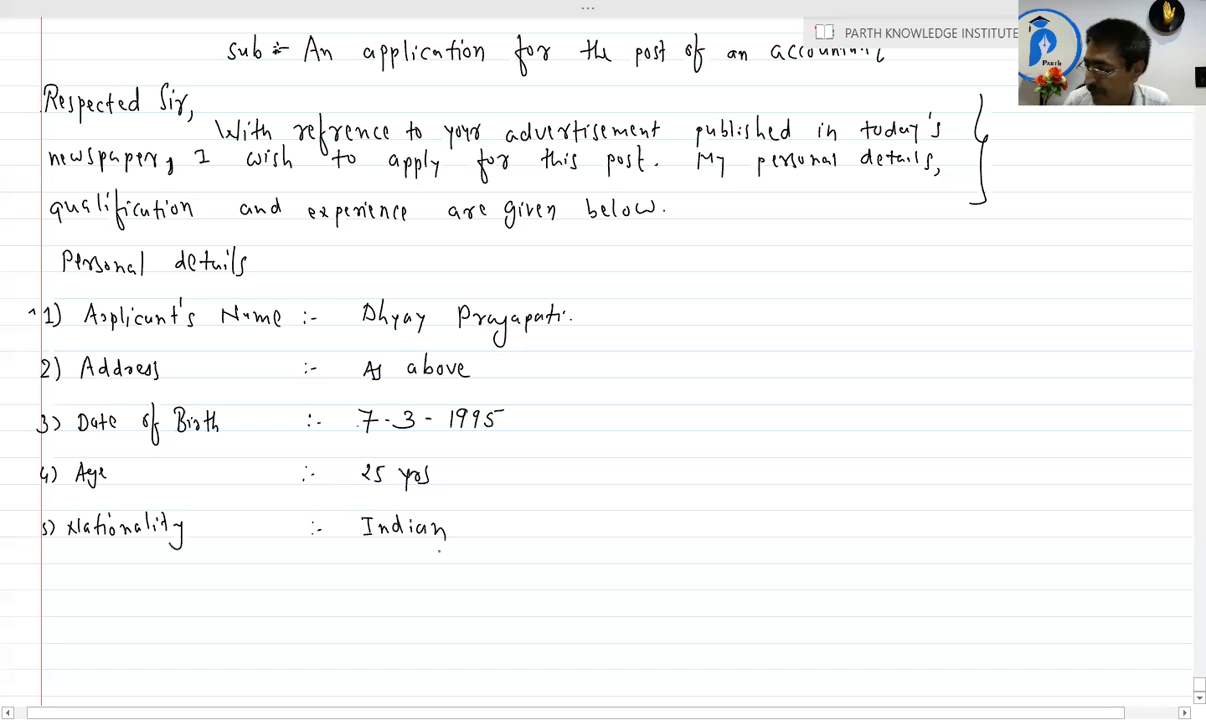 PARTH KNOWLEDGE INSTITUTE
PARTH
sub :- An application for the post of an accountant
Respected Sir,
With refrence to your advertisement published in today's
newspaper, I wish to apply for this post. My personal details,
qualification and experience are given below.
Personal details
1) Applicant's Name :- Dhyay Prajapati.
2) Address :- As above
3) Date of Birth :- 7-3-1995
4) Age :- 25 yrs
5) Nationality :- Indian